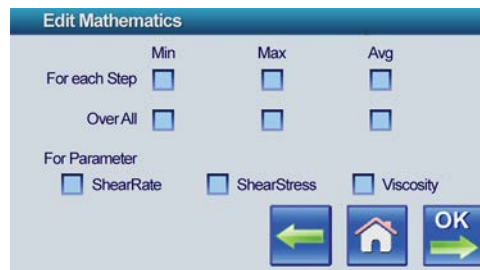 Edit Mathematics
Min Max Avg
For each Step
Over All
For Parameter
ShearRate ShearStress Viscosity
OK